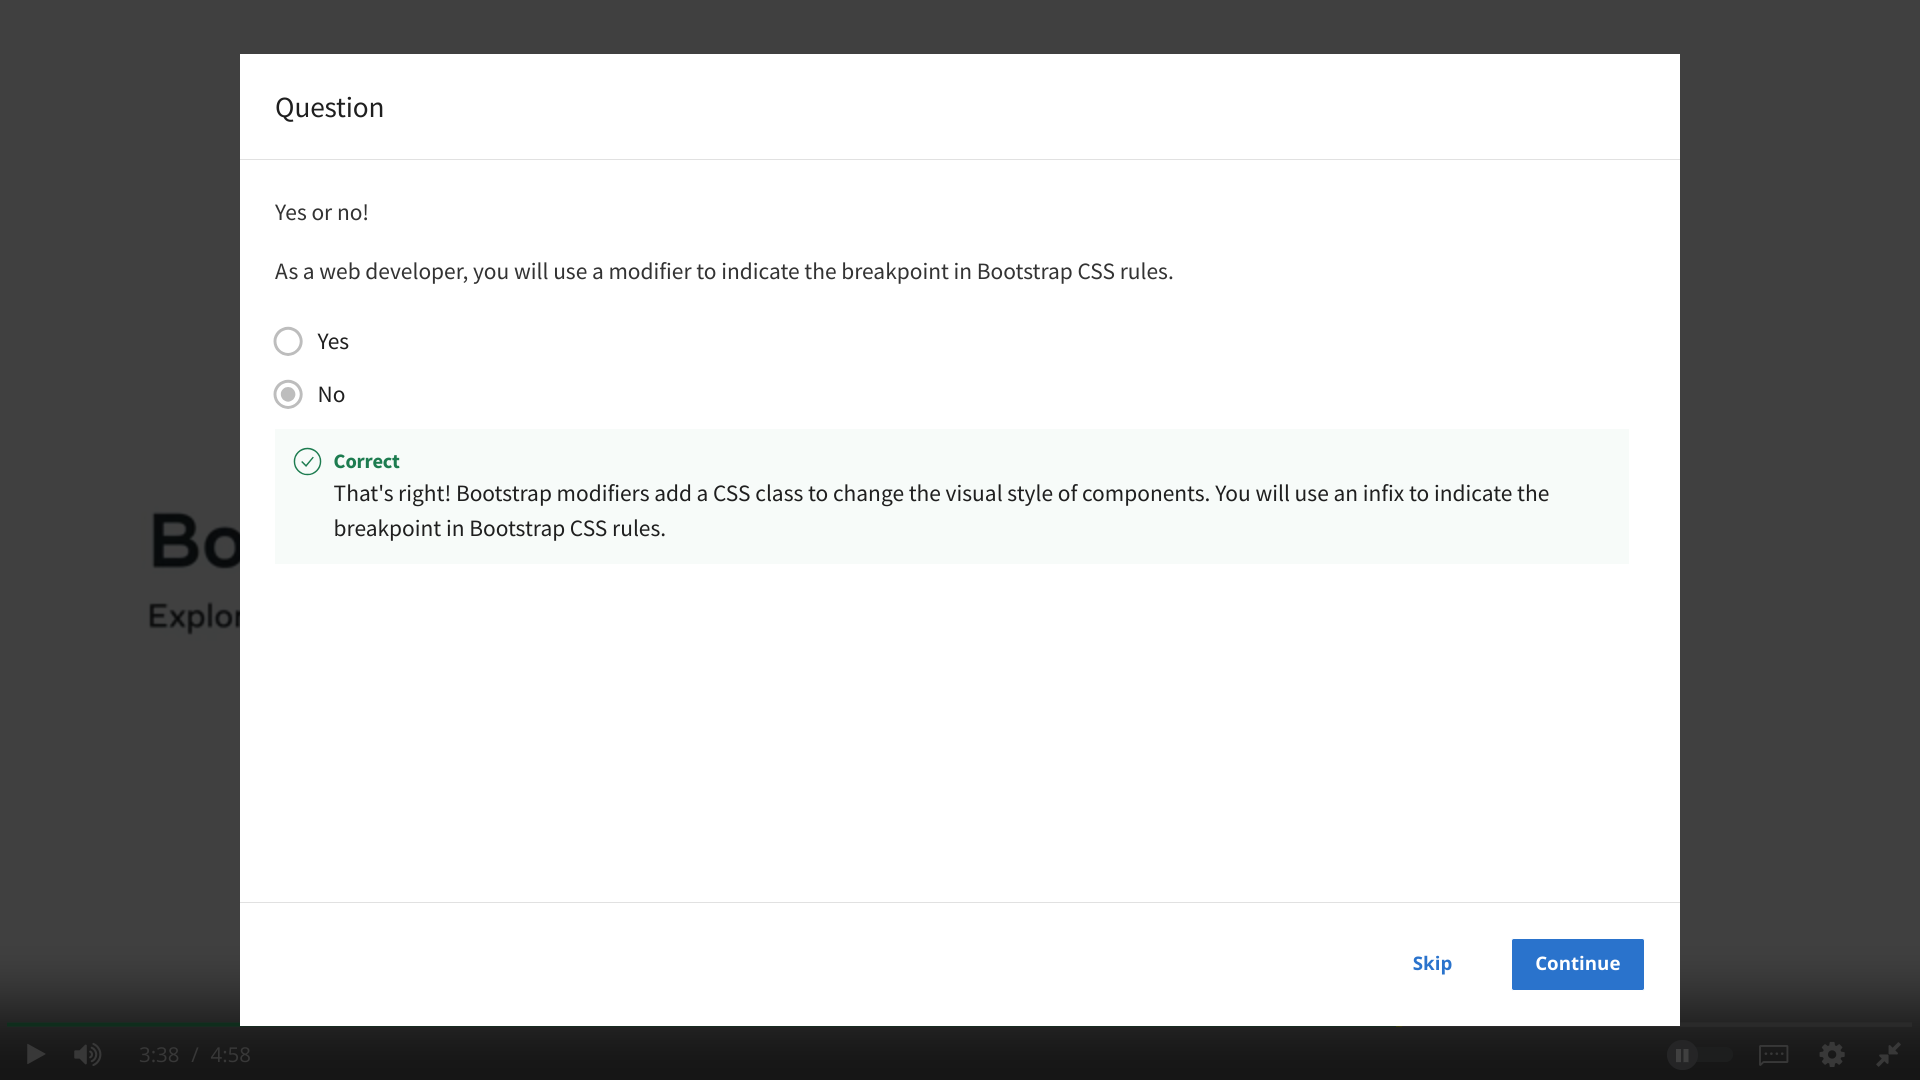 Question
Yes or no!
As a web developer, you will use a modifier to indicate the breakpoint in Bootstrap CSS rules.
Yes
No
Correct
That's right! Bootstrap modifiers add a CSS class to change the visual style of components. You will use an infix to indicate the
breakpoint in Bootstrap CSS rules.
Bo
Explor
Skip
Continue
3:38 / 4:58